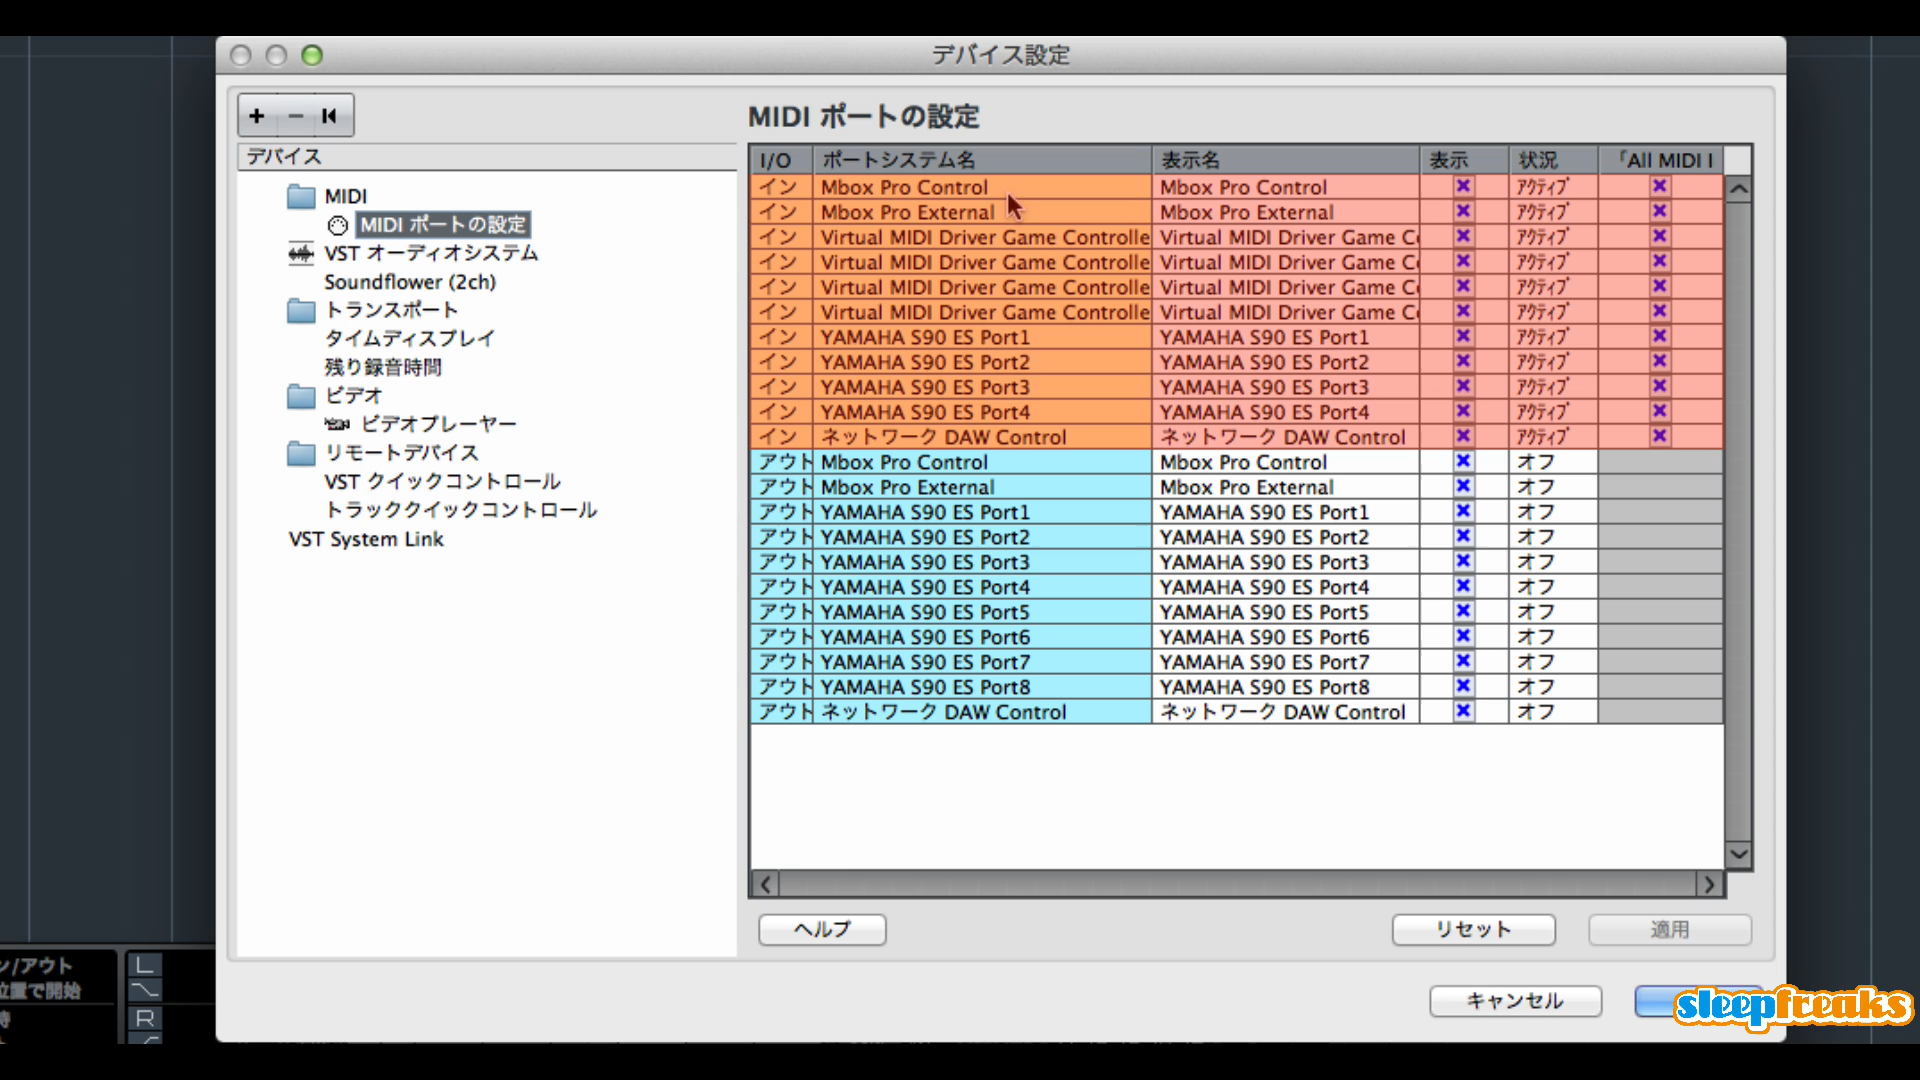 デバイス設定
デバイス
MIDI
MIDI ポートの設定
VST オーディオシステム
Soundflower (2ch)
トランスポート
タイムディスプレイ
残り録音時間
ビデオ
ビデオプレーヤー
リモートデバイス
VST クイックコントロール
トラッククイックコントロール
VST System Link
MIDI ポートの設定
I/O ポートシステム名 表示名 表示 状況 「All MIDI I
イン Mbox Pro Control Mbox Pro Control ｱｸﾃｨﾌﾞ
イン Mbox Pro External Mbox Pro External ｱｸﾃｨﾌﾞ
イン Virtual MIDI Driver Game Controlle Virtual MIDI Driver Game C ｱｸﾃｨﾌﾞ
イン Virtual MIDI Driver Game Controlle Virtual MIDI Driver Game C ｱｸﾃｨﾌﾞ
イン Virtual MIDI Driver Game Controlle Virtual MIDI Driver Game C ｱｸﾃｨﾌﾞ
イン Virtual MIDI Driver Game Controlle Virtual MIDI Driver Game C ｱｸﾃｨﾌﾞ
イン YAMAHA S90 ES Port1 YAMAHA S90 ES Port1 ｱｸﾃｨﾌﾞ
イン YAMAHA S90 ES Port2 YAMAHA S90 ES Port2 ｱｸﾃｨﾌﾞ
イン YAMAHA S90 ES Port3 YAMAHA S90 ES Port3 ｱｸﾃｨﾌﾞ
イン YAMAHA S90 ES Port4 YAMAHA S90 ES Port4 ｱｸﾃｨﾌﾞ
イン ネットワーク DAW Control ネットワーク DAW Control ｱｸﾃｨﾌﾞ
アウト Mbox Pro Control Mbox Pro Control オフ
アウト Mbox Pro External Mbox Pro External オフ
アウト YAMAHA S90 ES Port1 YAMAHA S90 ES Port1 オフ
アウト YAMAHA S90 ES Port2 YAMAHA S90 ES Port2 オフ
アウト YAMAHA S90 ES Port3 YAMAHA S90 ES Port3 オフ
アウト YAMAHA S90 ES Port4 YAMAHA S90 ES Port4 オフ
アウト YAMAHA S90 ES Port5 YAMAHA S90 ES Port5 オフ
アウト YAMAHA S90 ES Port6 YAMAHA S90 ES Port6 オフ
アウト YAMAHA S90 ES Port7 YAMAHA S90 ES Port7 オフ
アウト YAMAHA S90 ES Port8 YAMAHA S90 ES Port8 オフ
アウト ネットワーク DAW Control ネットワーク DAW Control オフ
ヘルプ リセット 適用
キャンセル
sleepfreaks
ン/アウト
位置で開始
L
R